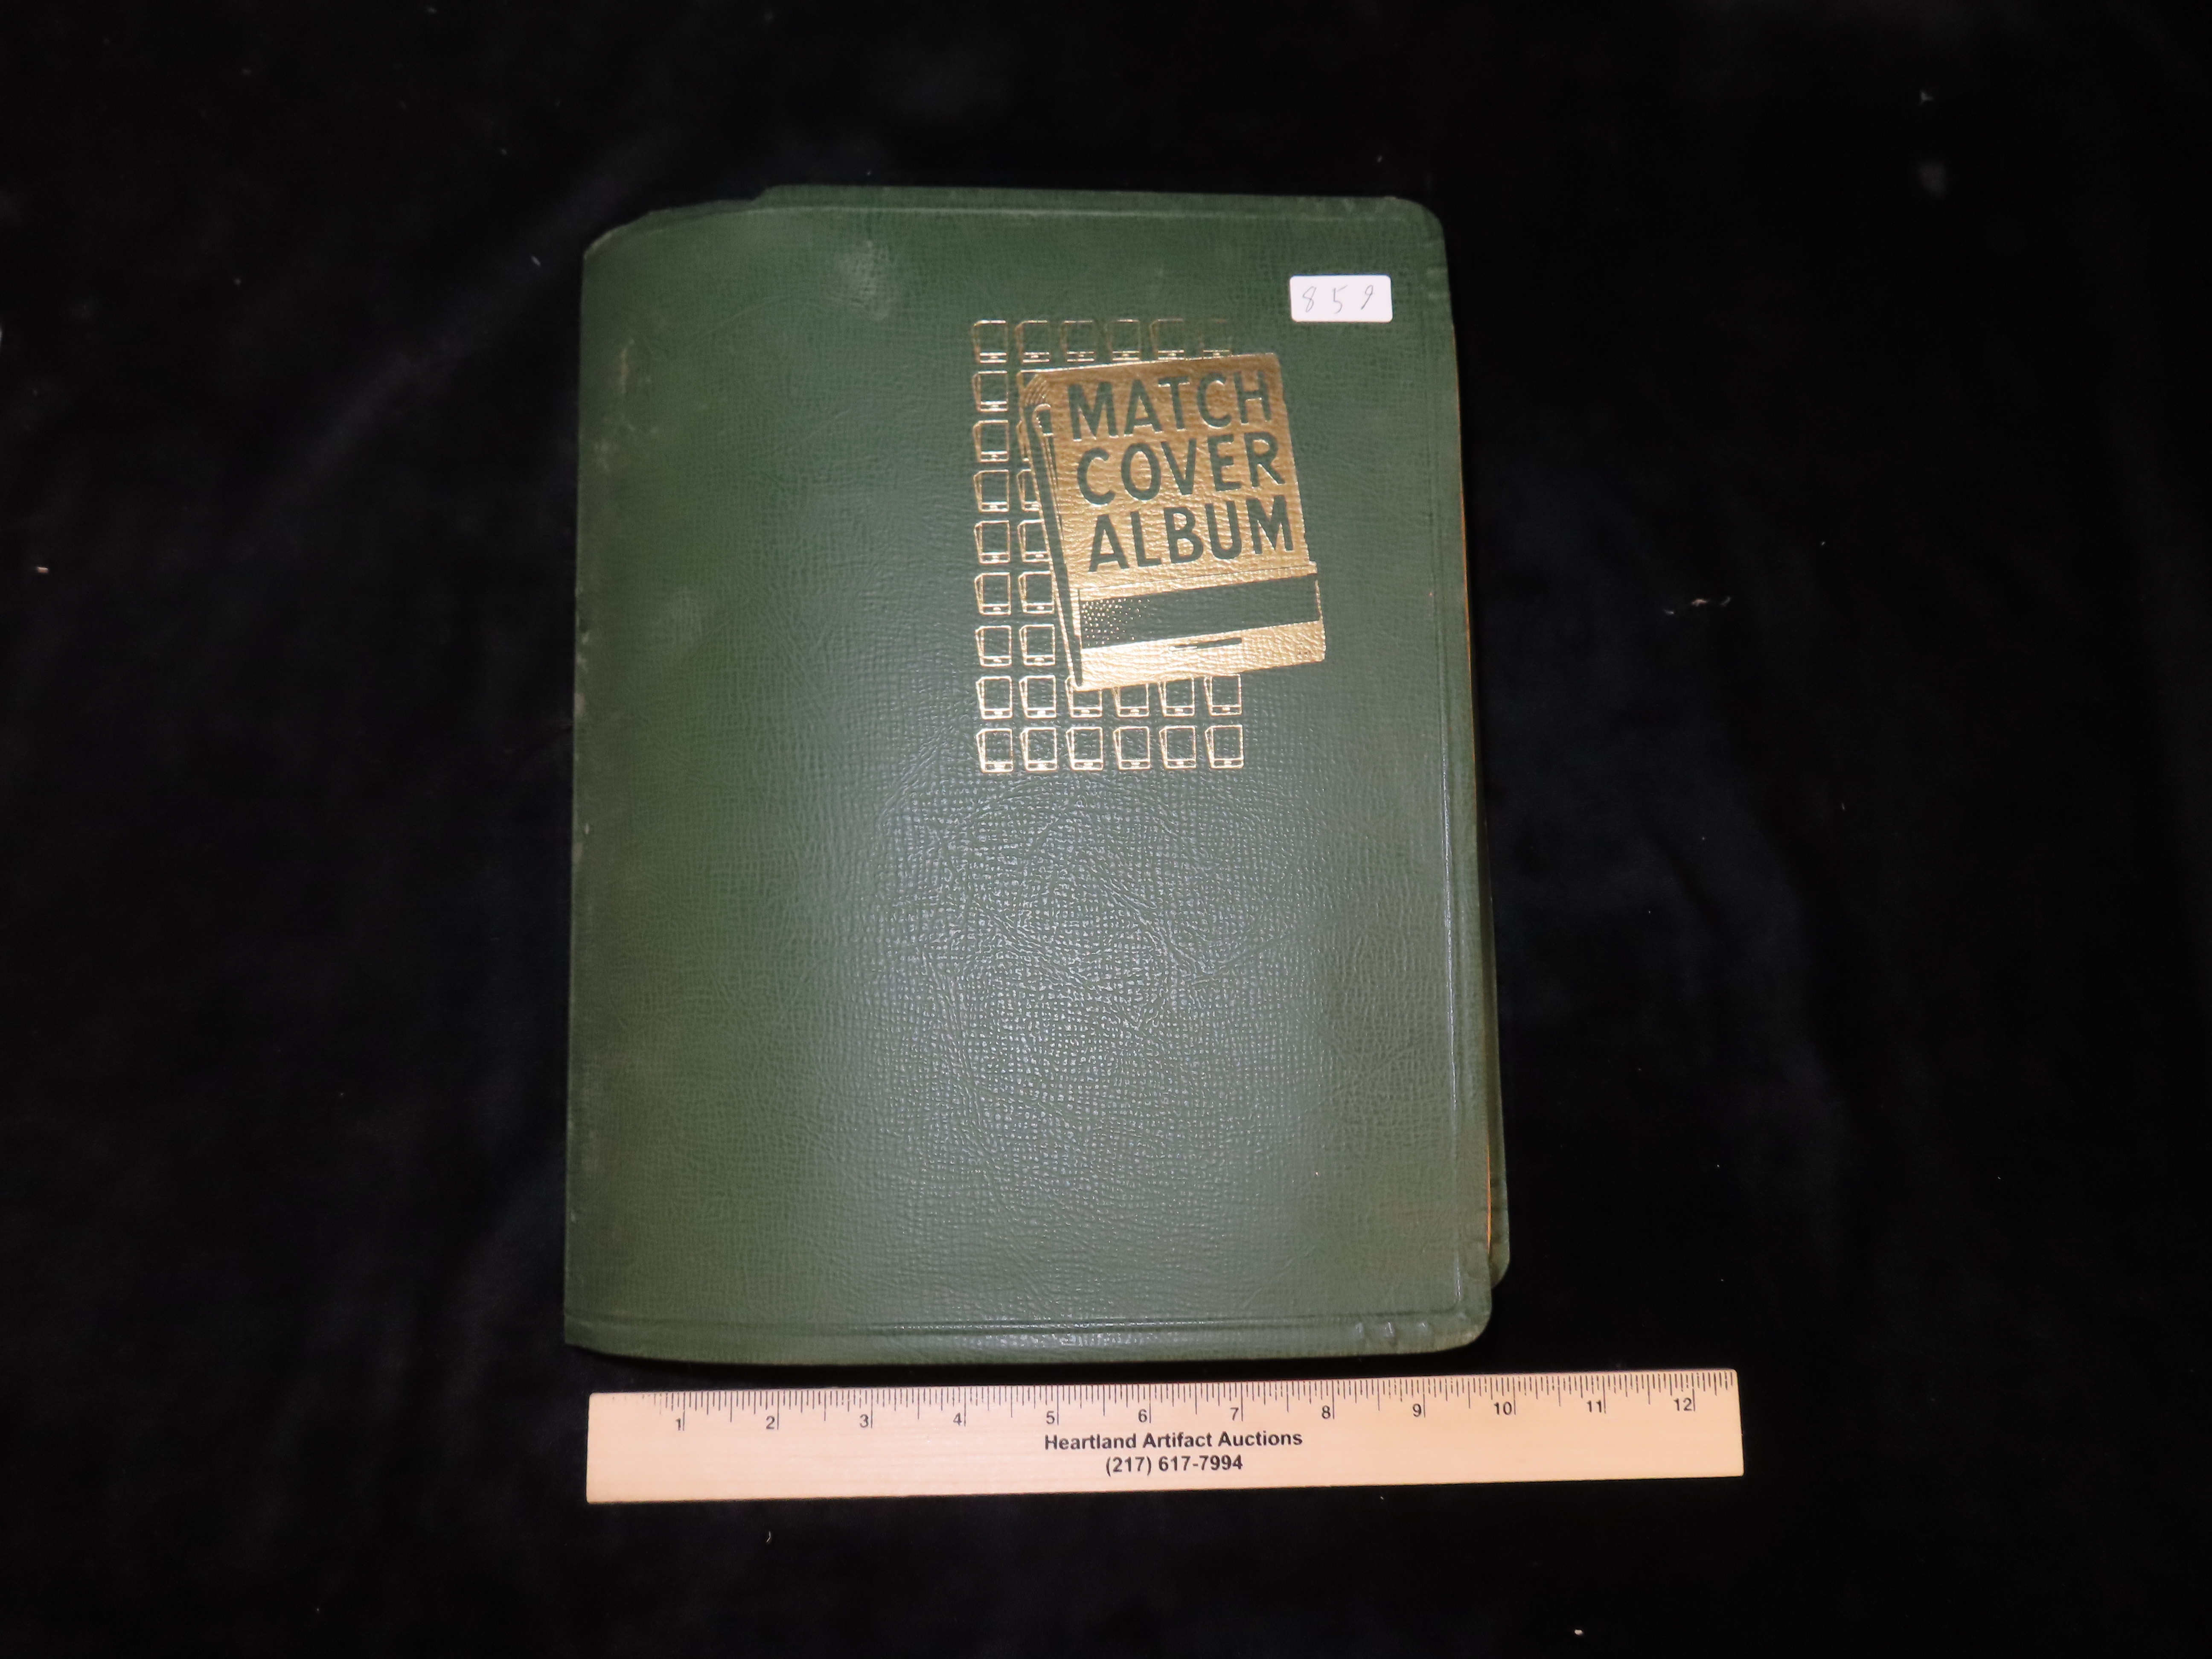 859
MATCH
COVER
ALBUM
1 2 3 4 5 6 7 8 9 10 11 12
Heartland Artifact Auctions
(217) 617-7994